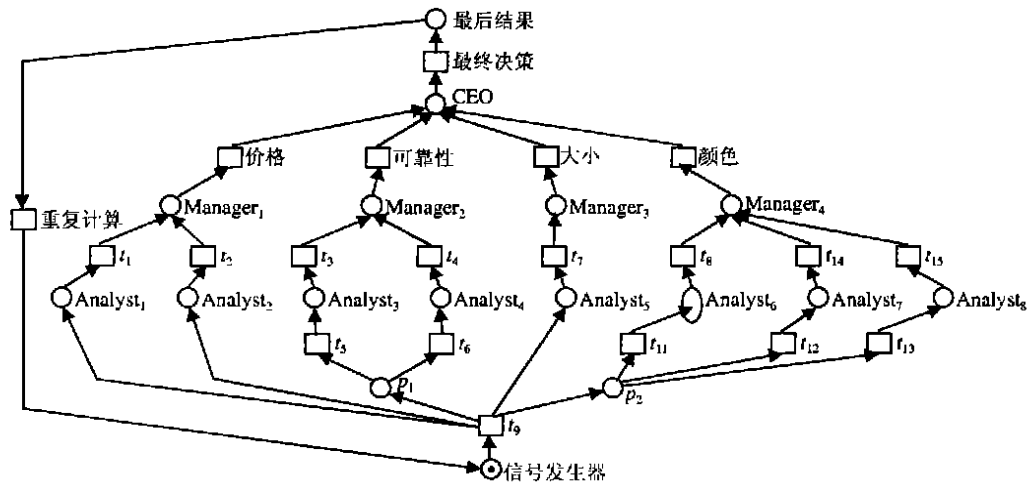 最后结果
最终决策
CEO
价格
可靠性
大小
颜色
Manager₁
Manager₂
Manager₃
Manager₄
重复计算
t₁
t₂
t₃
t₄
t₇
t₈
t₁₄
t₁₅
Analyst₁
Analyst₂
Analyst₃
Analyst₄
Analyst₅
Analyst₆
Analyst₇
Analyst₈
t₅
t₆
t₁₁
t₁₂
t₁₃
p₁
p₂
t₉
信号发生器